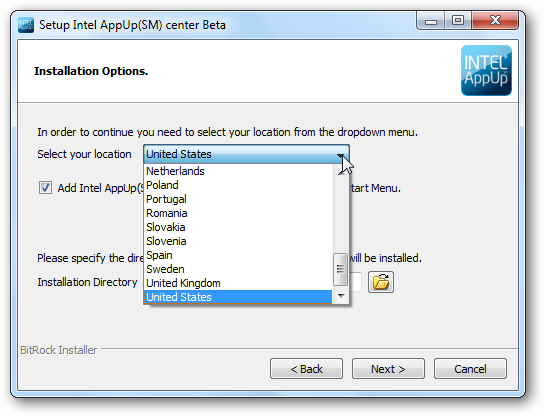 Setup Intel AppUp(SM) center Beta
Installation Options.
INTEL
AppUp
In order to continue you need to select your location from the dropdown menu.
Select your location United States
Netherlands
Poland
Portugal
Romania
Slovakia
Slovenia
Spain
Sweden
United Kingdom
United States
Add Intel AppUp(S tart Menu.
Please specify the dire will be installed.
Installation Directory
BitRock Installer
< Back Next > Cancel